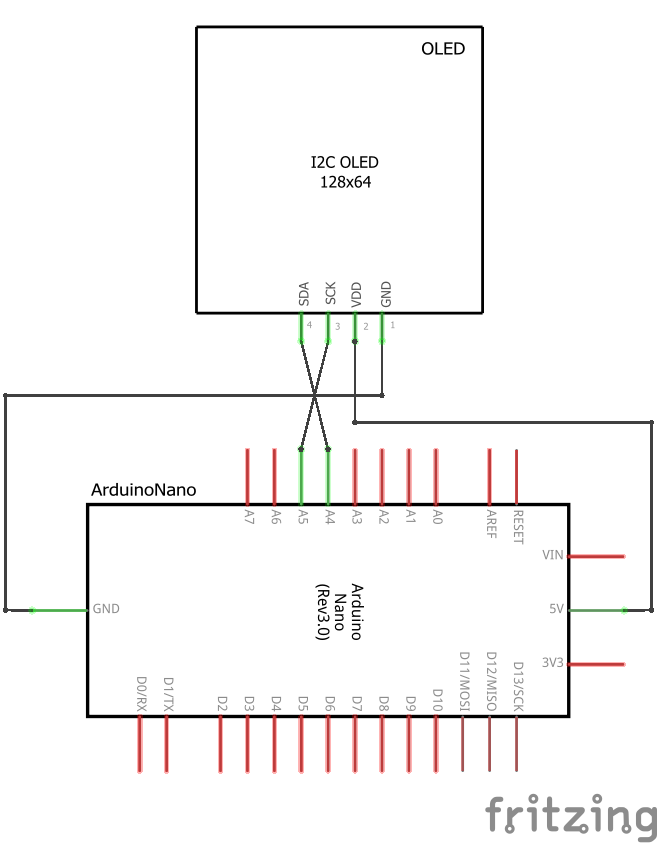 OLED
I2C OLED
128x64
SDA
SCK
VDD
GND
4
3
2
1
ArduinoNano
A7
A6
A5
A4
A3
A2
A1
A0
AREF
RESET
VIN
GND
Arduino
Nano
(Rev3.0)
5V
3V3
D0/RX
D1/TX
D2
D3
D4
D5
D6
D7
D8
D9
D10
D11/MOSI
D12/MISO
D13/SCK
fritzing